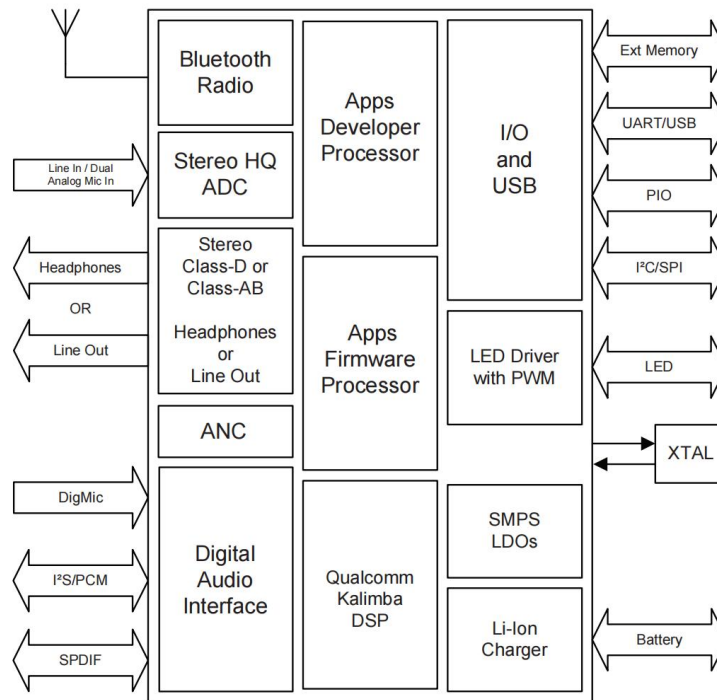 Bluetooth
Radio
Stereo HQ
ADC
Stereo
Class-D or
Class-AB
Headphones
or
Line Out
ANC
Digital
Audio
Interface
Apps
Developer
Processor
Apps
Firmware
Processor
Qualcomm
Kalimba
DSP
I/O
and
USB
LED Driver
with PWM
SMPS
LDOs
Li-Ion
Charger
Line In / Dual
Analog Mic In
Headphones
OR
Line Out
DigMic
I²S/PCM
SPDIF
Ext Memory
UART/USB
PIO
I²C/SPI
LED
XTAL
Battery